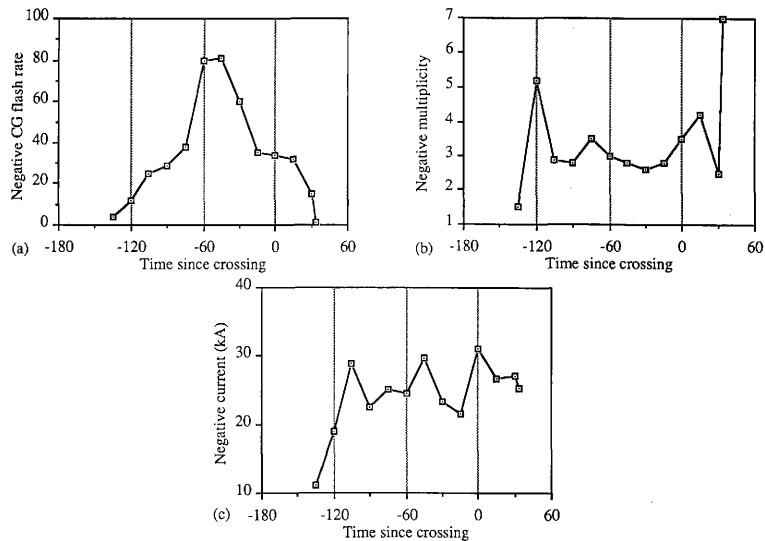 100
80
60
40
20
0
Negative CG flash rate
-180 -120 -60 0 60
(a) Time since crossing
7
6
5
4
3
2
1
Negative multiplicity
-180 -120 -60 0 60
(b) Time since crossing
40
30
20
10
Negative current (kA)
(c) -180 -120 -60 0 60
Time since crossing